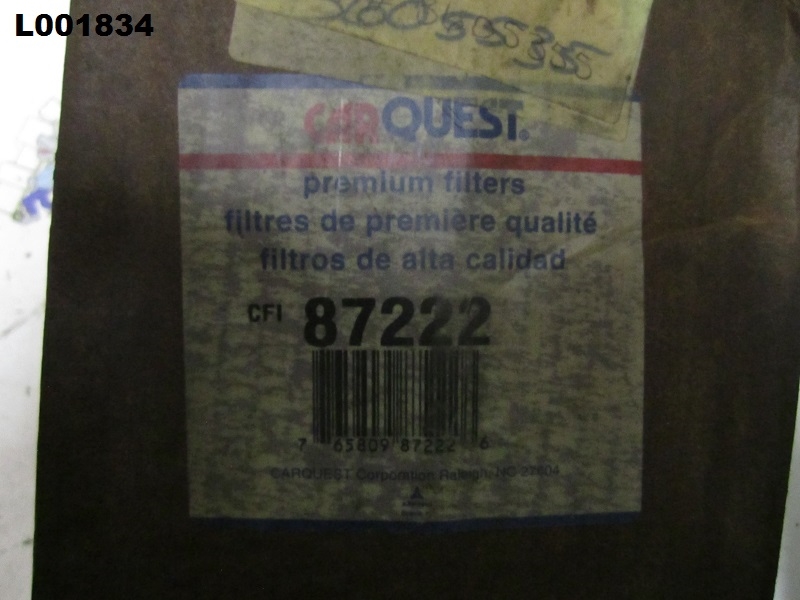 L001834
CARQUEST®
premium filters
filtres de première qualité
filtros de alta calidad
CFI 87222
7 65809 87222 6
CARQUEST Corporation Raleigh, NC 27604